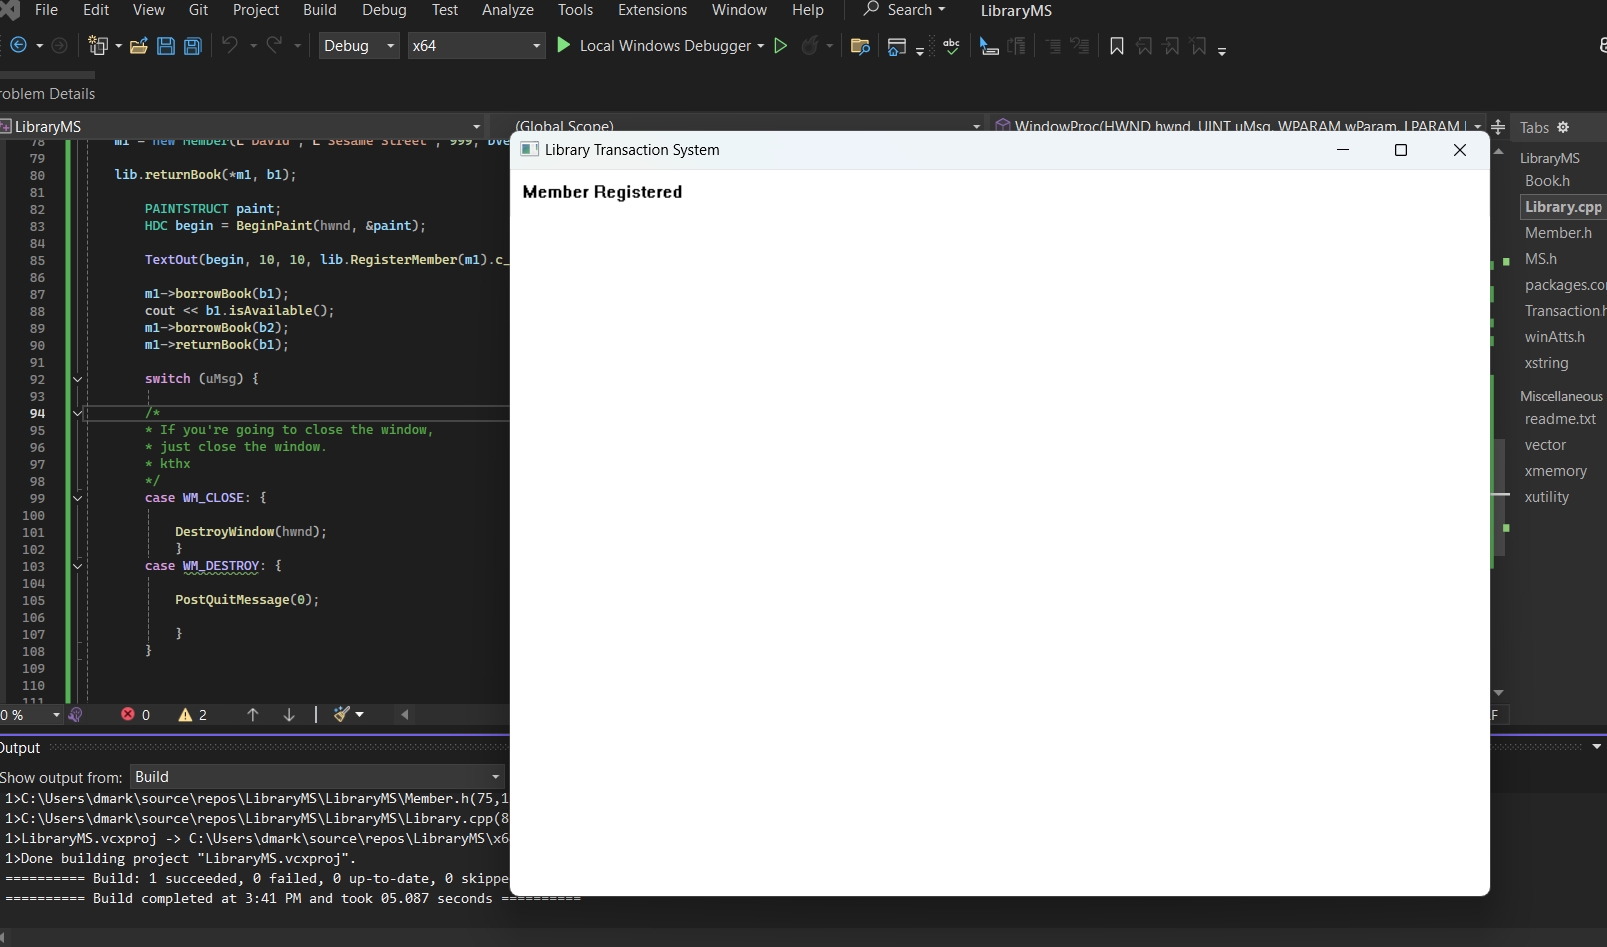 File Edit View Git Project Build Debug Test Analyze Tools Extensions Window Help Search LibraryMS
Debug x64 Local Windows Debugger
roblem Details
LibraryMS (Global Scope) WindowProc(HWND hwnd, UINT uMsg, WPARAM wParam, LPARAM l
Tabs
78 m1 = new Member(L"David", L"Sesame Street", 999,
79
80 lib.returnBook(*m1, b1);
81
82 PAINTSTRUCT paint;
83 HDC begin = BeginPaint(hwnd, &paint);
84
85 TextOut(begin, 10, 10, lib.RegisterMember(m1).c_
86
87 m1->borrowBook(b1);
88 cout << b1.isAvailable();
89 m1->borrowBook(b2);
90 m1->returnBook(b1);
91
92 switch (uMsg) {
93
94 /*
95 * If you're going to close the window,
96 * just close the window.
97 * kthx
98 */
99 case WM_CLOSE: {
100
101 DestroyWindow(hwnd);
102 }
103 case WM_DESTROY: {
104
105 PostQuitMessage(0);
106
107 }
108 }
109
110
111
Library Transaction System
Member Registered
LibraryMS
Book.h
Library.cpp
Member.h
MS.h
packages.co
Transaction.h
winAtts.h
xstring
Miscellaneous
readme.txt
vector
xmemory
xutility
0 % 0 2
Output
Show output from: Build
1>C:\Users\dmark\source\repos\LibraryMS\LibraryMS\Member.h(75,1
1>C:\Users\dmark\source\repos\LibraryMS\LibraryMS\Library.cpp(8
1>LibraryMS.vcxproj -> C:\Users\dmark\source\repos\LibraryMS\x6
1>Done building project "LibraryMS.vcxproj".
========== Build: 1 succeeded, 0 failed, 0 up-to-date, 0 skippe
========== Build completed at 3:41 PM and took 05.087 seconds ==========